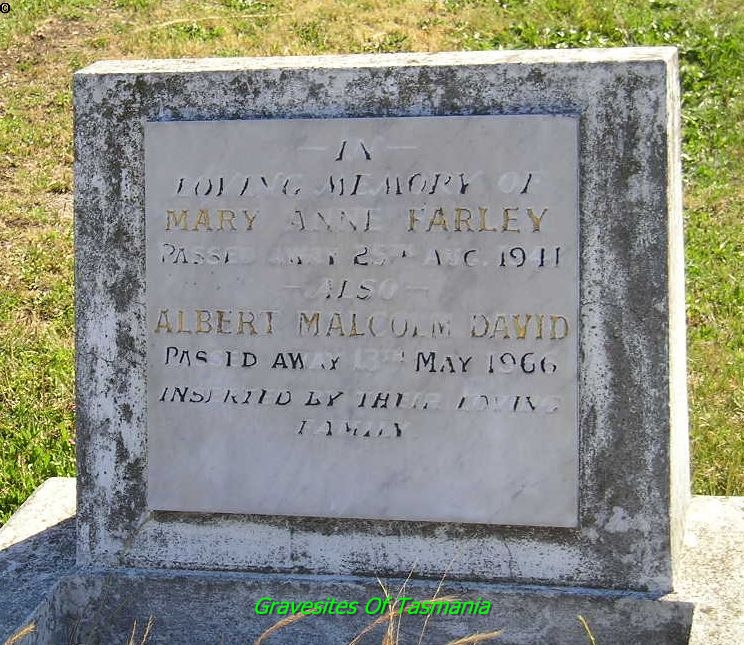 ©
— IN —
LOVING MEMORY OF
MARY ANNE FARLEY
PASSED AWAY 25TH AUG. 1941
— ALSO —
ALBERT MALCOLM DAVID
PASSED AWAY 13TH MAY 1966
INSERTED BY THEIR LOVING
FAMILY.
Gravesites Of Tasmania